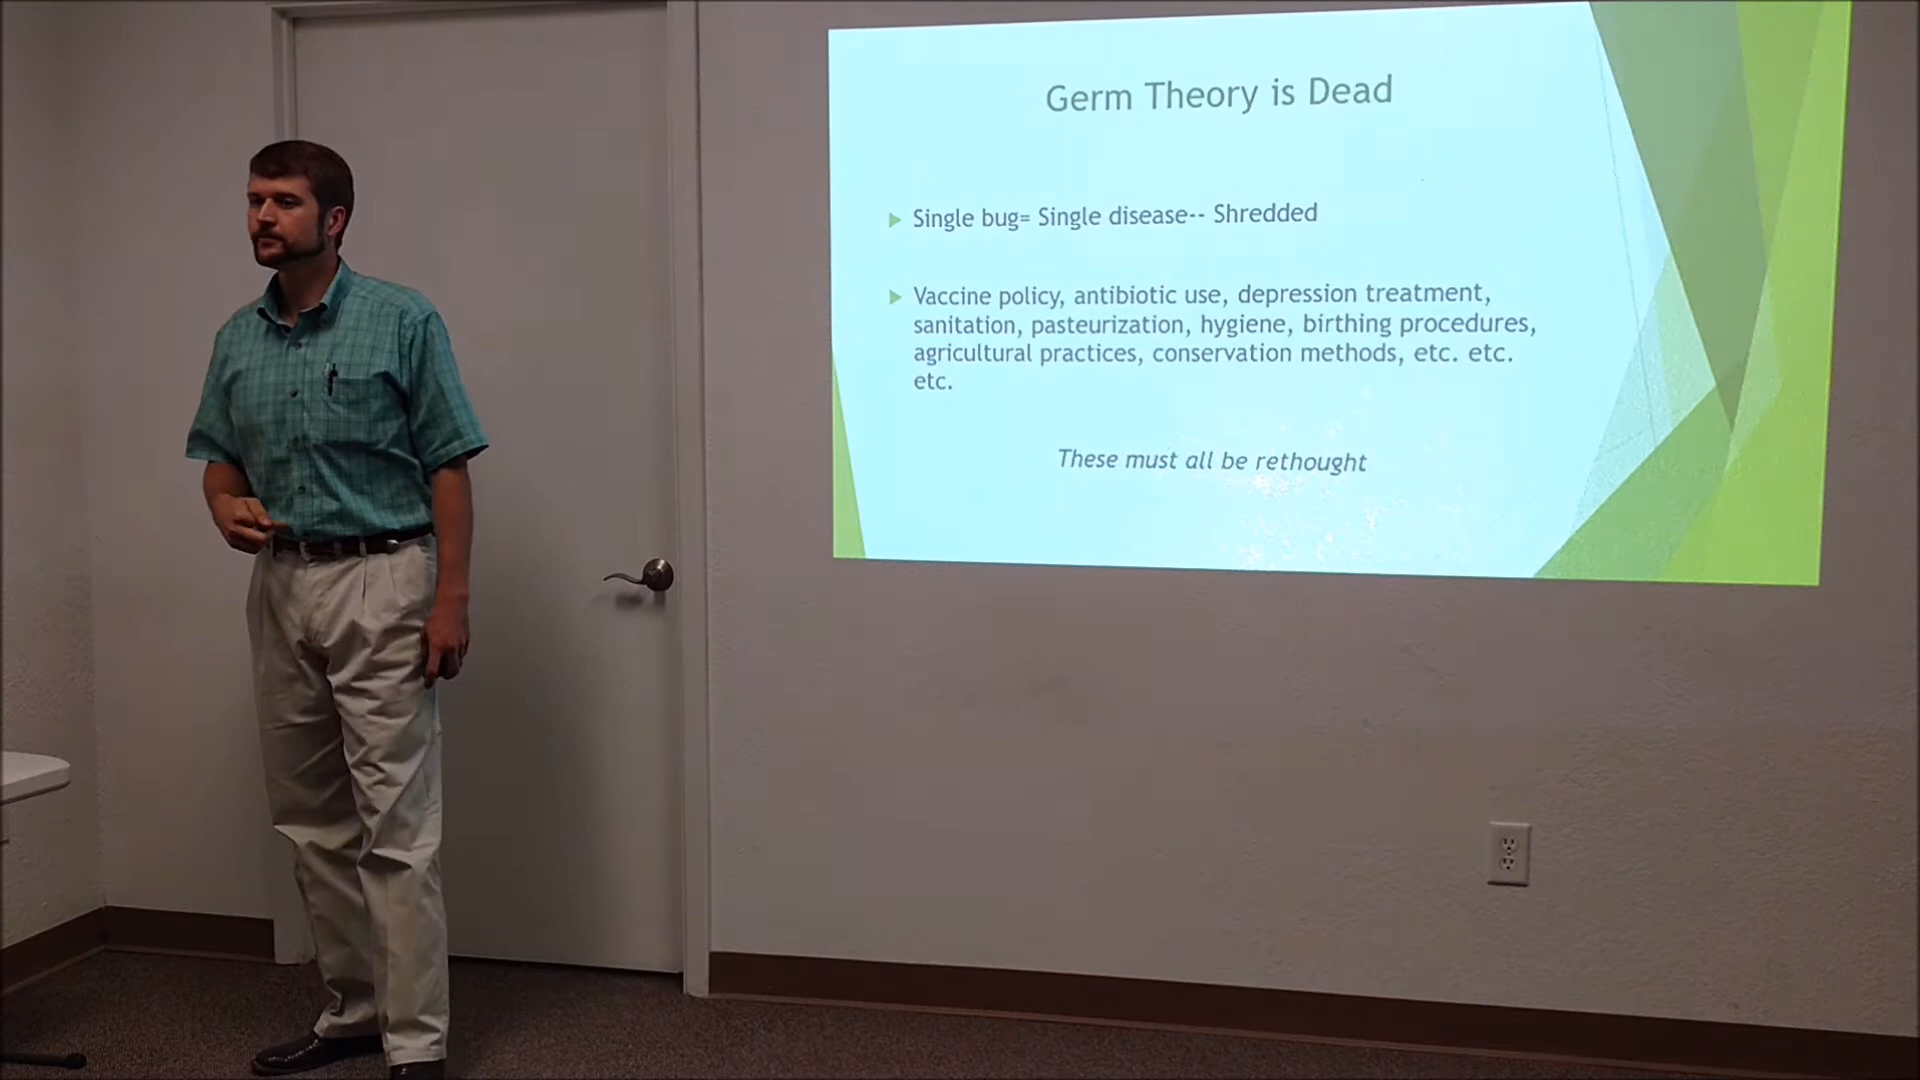 Germ Theory is Dead
Single bug= Single disease-- Shredded
Vaccine policy, antibiotic use, depression treatment,
sanitation, pasteurization, hygiene, birthing procedures,
agricultural practices, conservation methods, etc. etc.
etc.
These must all be rethought